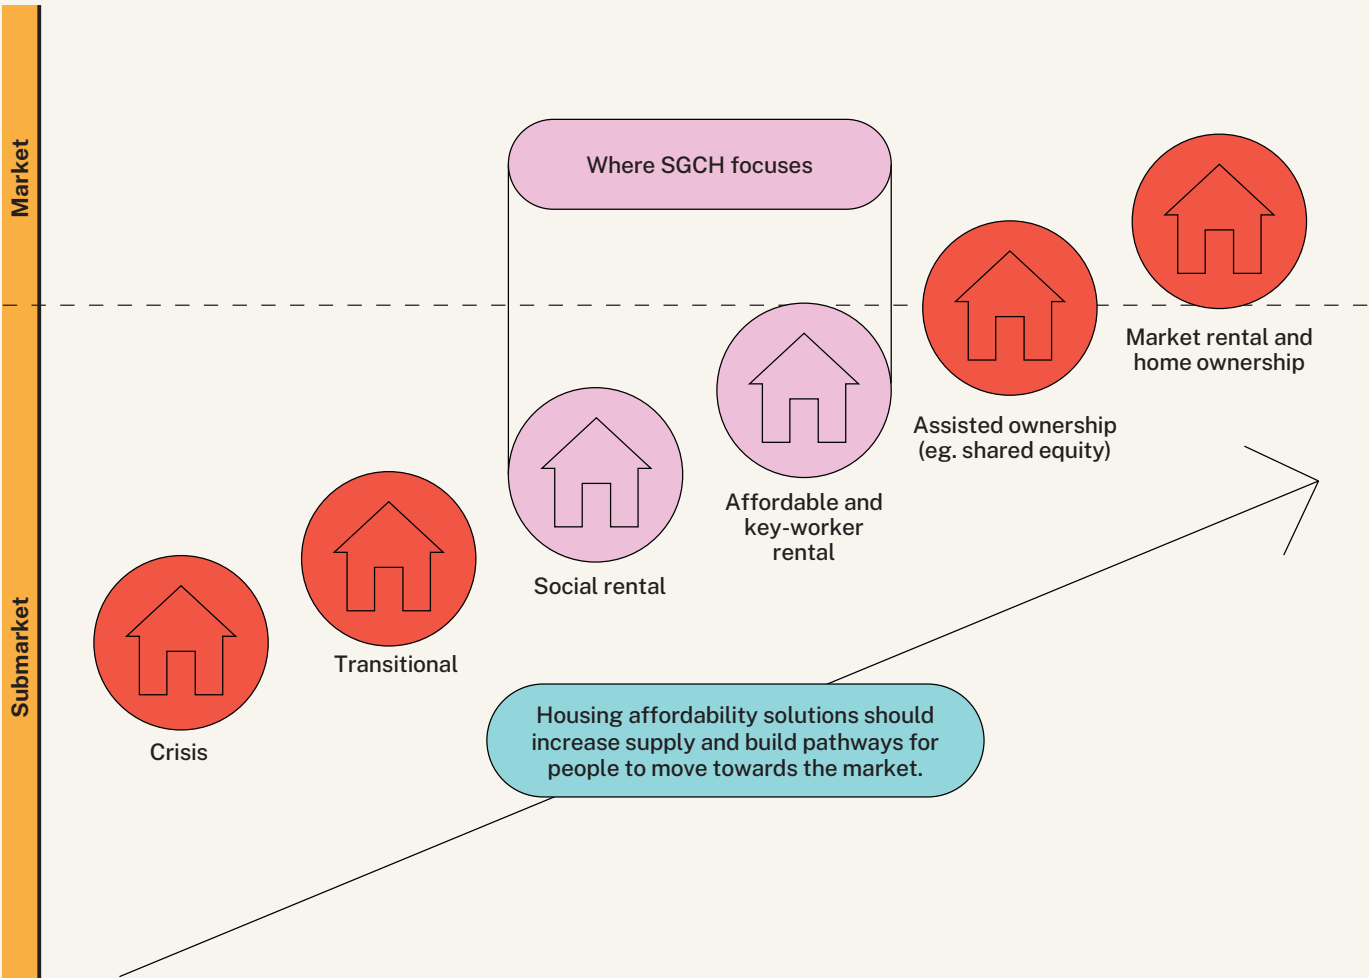 Market
Submarket
Where SGCH focuses
Market rental and
home ownership
Assisted ownership
(eg. shared equity)
Affordable and
key-worker
rental
Social rental
Transitional
Crisis
Housing affordability solutions should
increase supply and build pathways for
people to move towards the market.